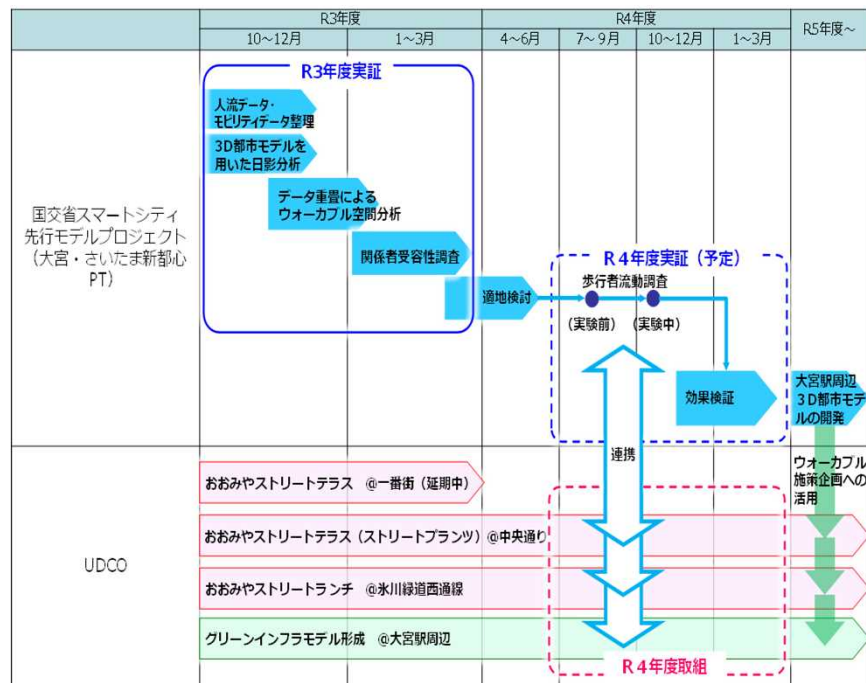 R3年度
R4年度
R5年度～
10～12月
1～3月
4～6月
7～9月
10～12月
1～3月
国交省スマートシティ
先行モデルプロジェクト
（大宮・さいたま新都心
PT）
R3年度実証
人流データ・
モビリティデータ整理
3D都市モデルを
用いた日影分析
データ重畳による
ウォーカブル空間分析
関係者受容性調査
適地検討
R4年度実証（予定）
歩行者流動調査
（実験前）
（実験中）
効果検証
大宮駅周辺
3D都市モデ
ルの開発
連携
ウォーカブル
施策企画への
活用
UDCO
おおみやストリートテラス　@一番街（延期中）
おおみやストリートテラス（ストリートプランツ）@中央通り
おおみやストリートランチ　@氷川緑道西通線
グリーンインフラモデル形成　@大宮駅周辺
R4年度取組